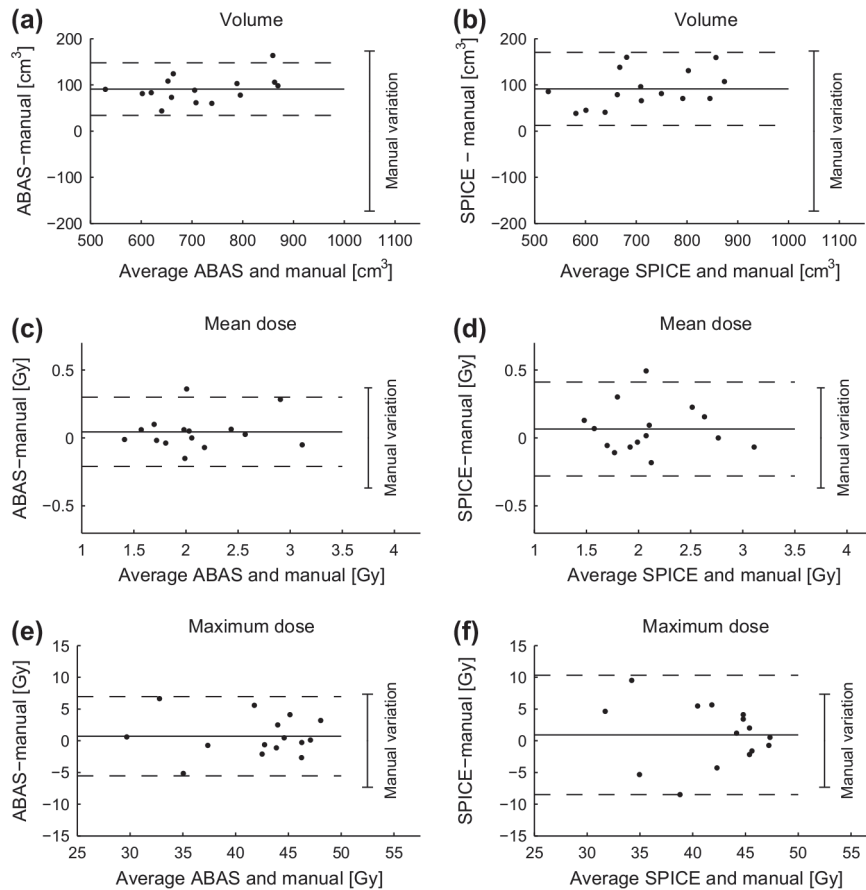 (a)
Volume
200
100
0
−100
−200
ABAS−manual [cm³]
Manual variation
500 600 700 800 900 1000 1100
Average ABAS and manual [cm³]
(b)
Volume
200
100
0
−100
−200
SPICE − manual [cm³]
Manual variation
500 600 700 800 900 1000 1100
Average SPICE and manual [cm³]
(c)
Mean dose
0.5
0
−0.5
ABAS−manual [Gy]
Manual variation
1 1.5 2 2.5 3 3.5 4
Average ABAS and manual [Gy]
(d)
Mean dose
0.5
0
−0.5
SPICE−manual [Gy]
Manual variation
1 1.5 2 2.5 3 3.5 4
Average SPICE and manual [Gy]
(e)
Maximum dose
15
10
5
0
−5
−10
−15
ABAS−manual [Gy]
Manual variation
25 30 35 40 45 50 55
Average ABAS and manual [Gy]
(f)
Maximum dose
15
10
5
0
−5
−10
−15
SPICE−manual [Gy]
Manual variation
25 30 35 40 45 50 55
Average SPICE and manual [Gy]